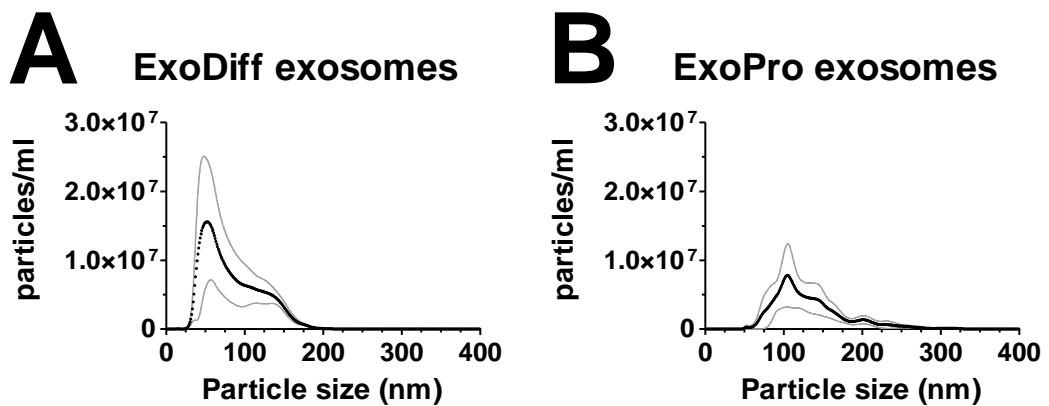 A ExoDiff exosomes
particles/ml
3.0×10⁷
2.0×10⁷
1.0×10⁷
0
0 100 200 300 400
Particle size (nm)
B ExoPro exosomes
particles/ml
3.0×10⁷
2.0×10⁷
1.0×10⁷
0
0 100 200 300 400
Particle size (nm)